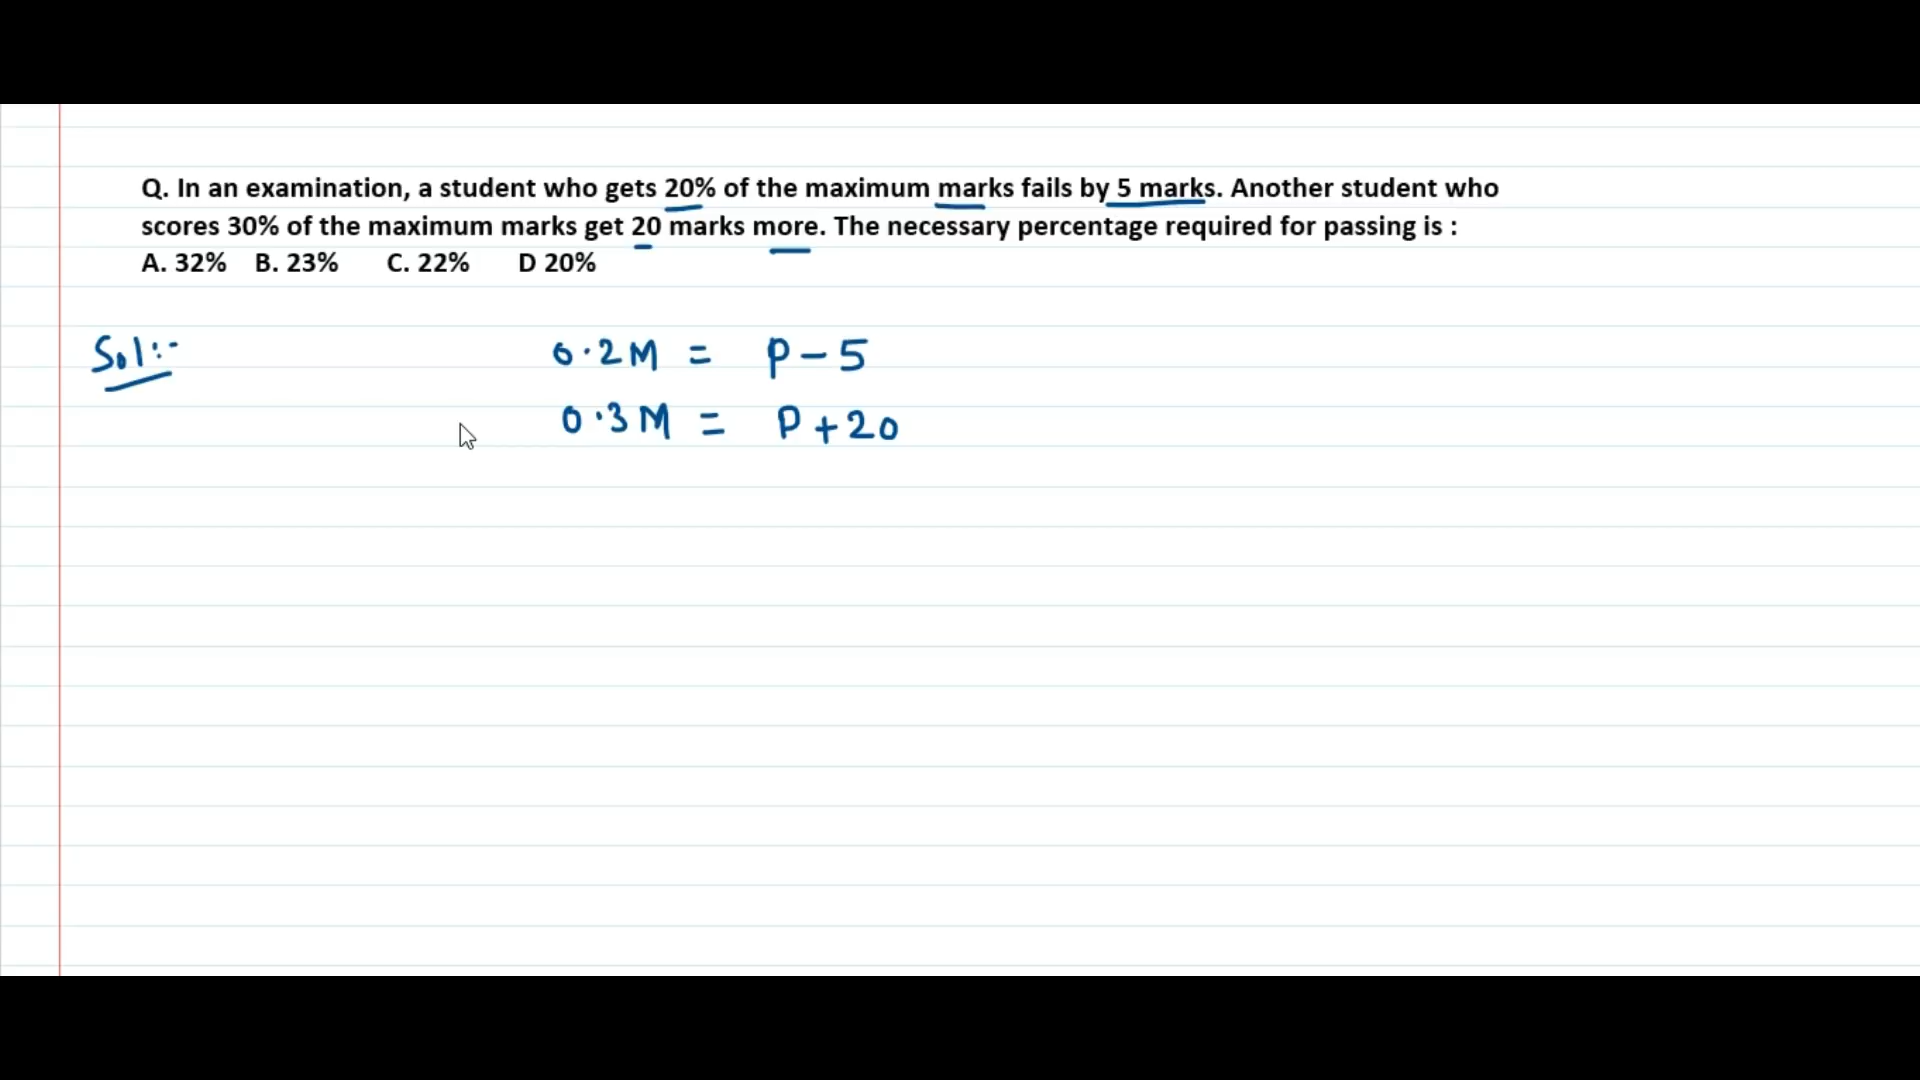 Q. In an examination, a student who gets 20% of the maximum marks fails by 5 marks. Another student who
scores 30% of the maximum marks get 20 marks more. The necessary percentage required for passing is :
A. 32% B. 23% C. 22% D 20%
Sol:-
0.2M = P - 5
0.3M = P + 20